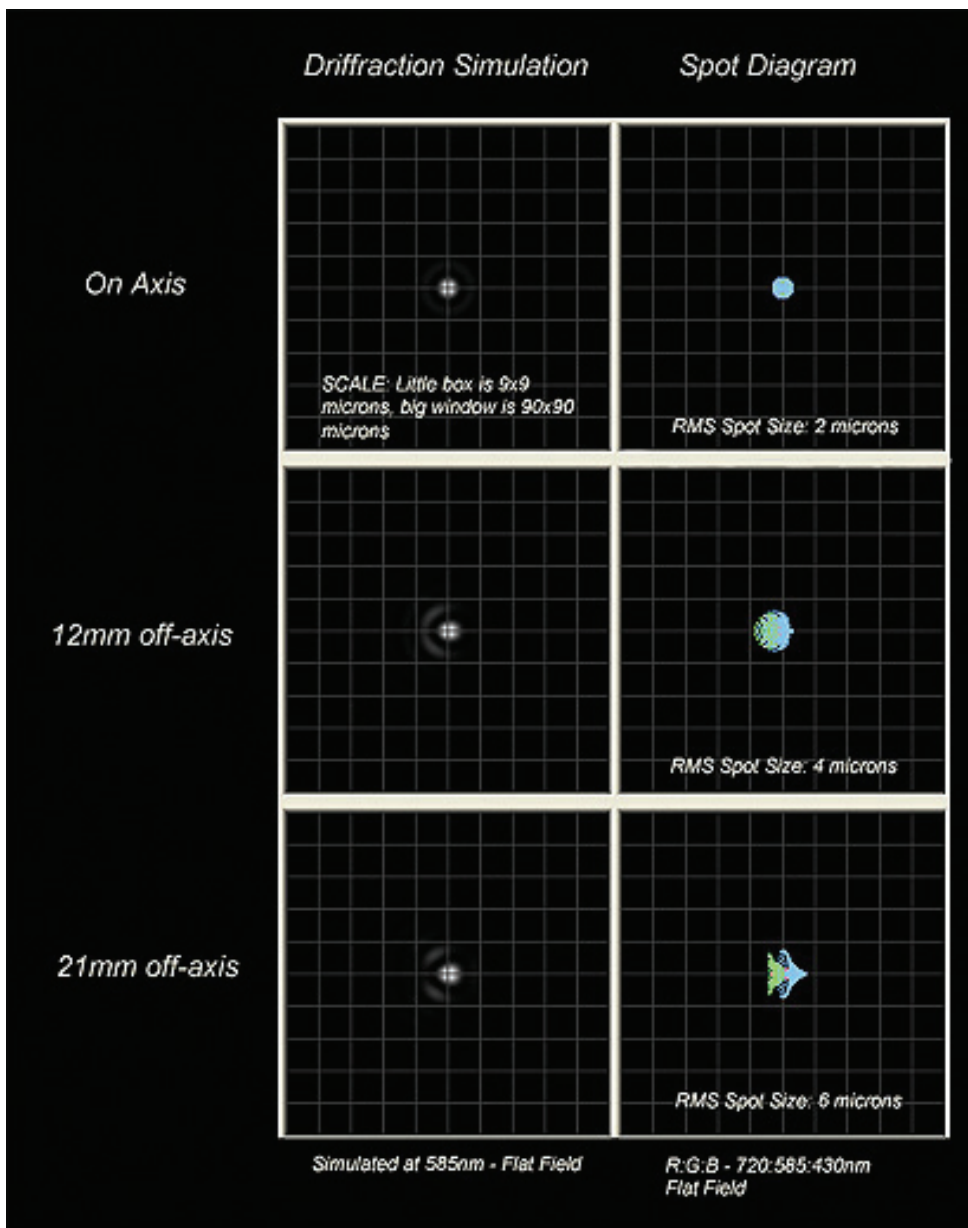 Driffraction Simulation
Spot Diagram
On Axis
SCALE: Little box is 9x9
microns, big window is 90x90
microns
RMS Spot Size: 2 microns
12mm off-axis
RMS Spot Size: 4 microns
21mm off-axis
RMS Spot Size: 6 microns
Simulated at 585nm - Flat Field
R:G:B - 720:585:430nm
Flat Field